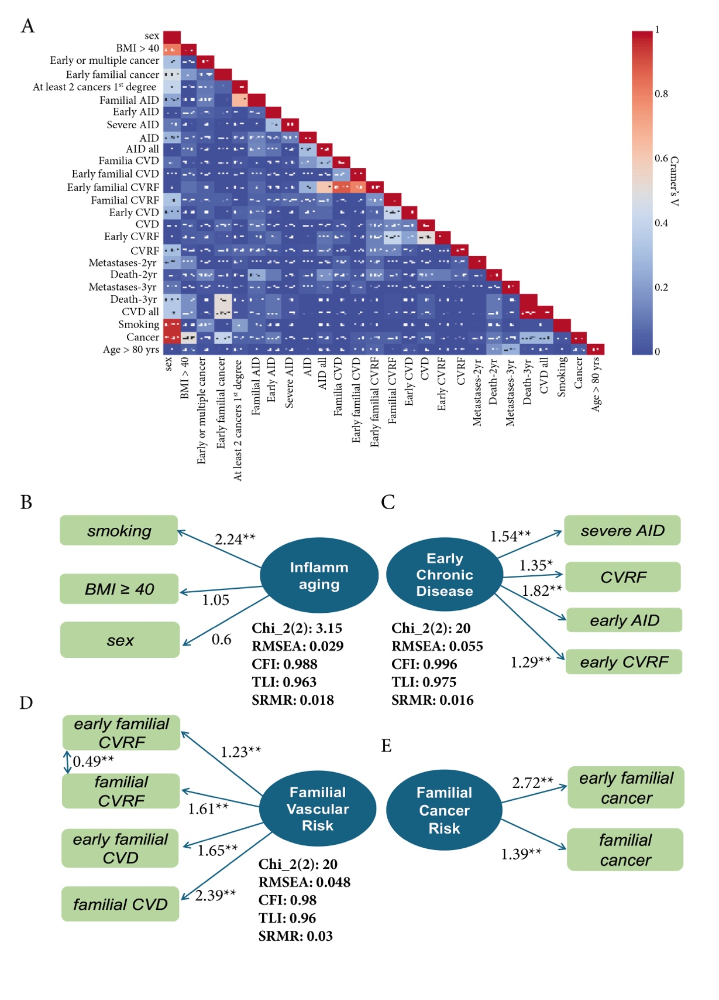 A
sex
BMI > 40
Early or multiple cancer
Early familial cancer
At least 2 cancers 1st degree
Familial AID
Early AID
Severe AID
AID
AID all
Familia CVD
Early familial CVD
Early familial CVRF
Familial CVRF
Early CVD
CVD
Early CVRF
CVRF
Metastases-2yr
Death-2yr
Metastases-3yr
Death-3yr
CVD all
Smoking
Cancer
Age > 80 yrs
sex
BMI > 40
Early or multiple cancer
Early familial cancer
At least 2 cancers 1st degree
Familial AID
Early AID
Severe AID
AID
AID all
Familia CVD
Early familial CVD
Early familial CVRF
Familial CVRF
Early CVD
CVD
Early CVRF
CVRF
Metastases-2yr
Death-2yr
Metastases-3yr
Death-3yr
CVD all
Smoking
Cancer
Age > 80 yrs
1
0.8
0.6
0.4
0.2
0
Cramer's V
B
smoking
BMI ≥ 40
sex
2.24**
1.05
0.6
Inflamm
aging
Chi_2(2): 3.15
RMSEA: 0.029
CFI: 0.988
TLI: 0.963
SRMR: 0.018
C
Early
Chronic
Disease
1.54**
1.35*
1.82**
1.29**
severe AID
CVRF
early AID
early CVRF
Chi_2(2): 20
RMSEA: 0.055
CFI: 0.996
TLI: 0.975
SRMR: 0.016
D
early familial
CVRF
0.49**
familial
CVRF
early familial
CVD
familial CVD
1.23**
1.61**
1.65**
2.39**
Familial
Vascular
Risk
Chi_2(2): 20
RMSEA: 0.048
CFI: 0.98
TLI: 0.96
SRMR: 0.03
E
Familial
Cancer
Risk
2.72**
1.39**
early familial
cancer
familial
cancer